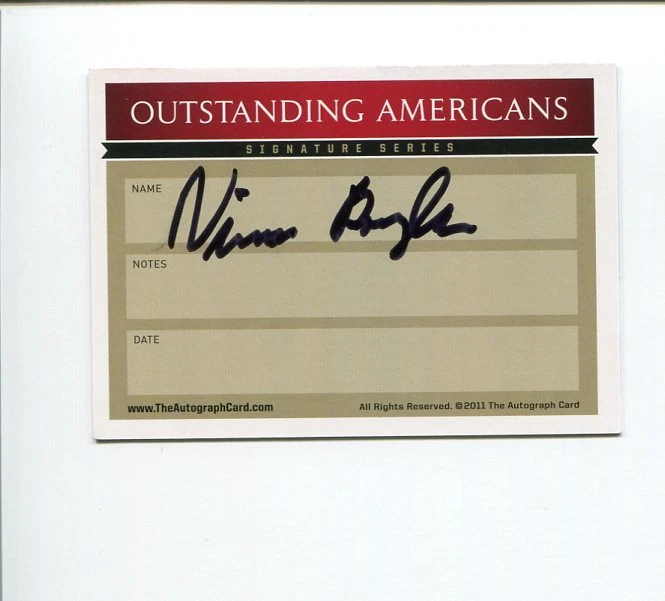 OUTSTANDING AMERICANS
SIGNATURE SERIES
NAME
NOTES
DATE
www.TheAutographCard.com All Rights Reserved. ©2011 The Autograph Card